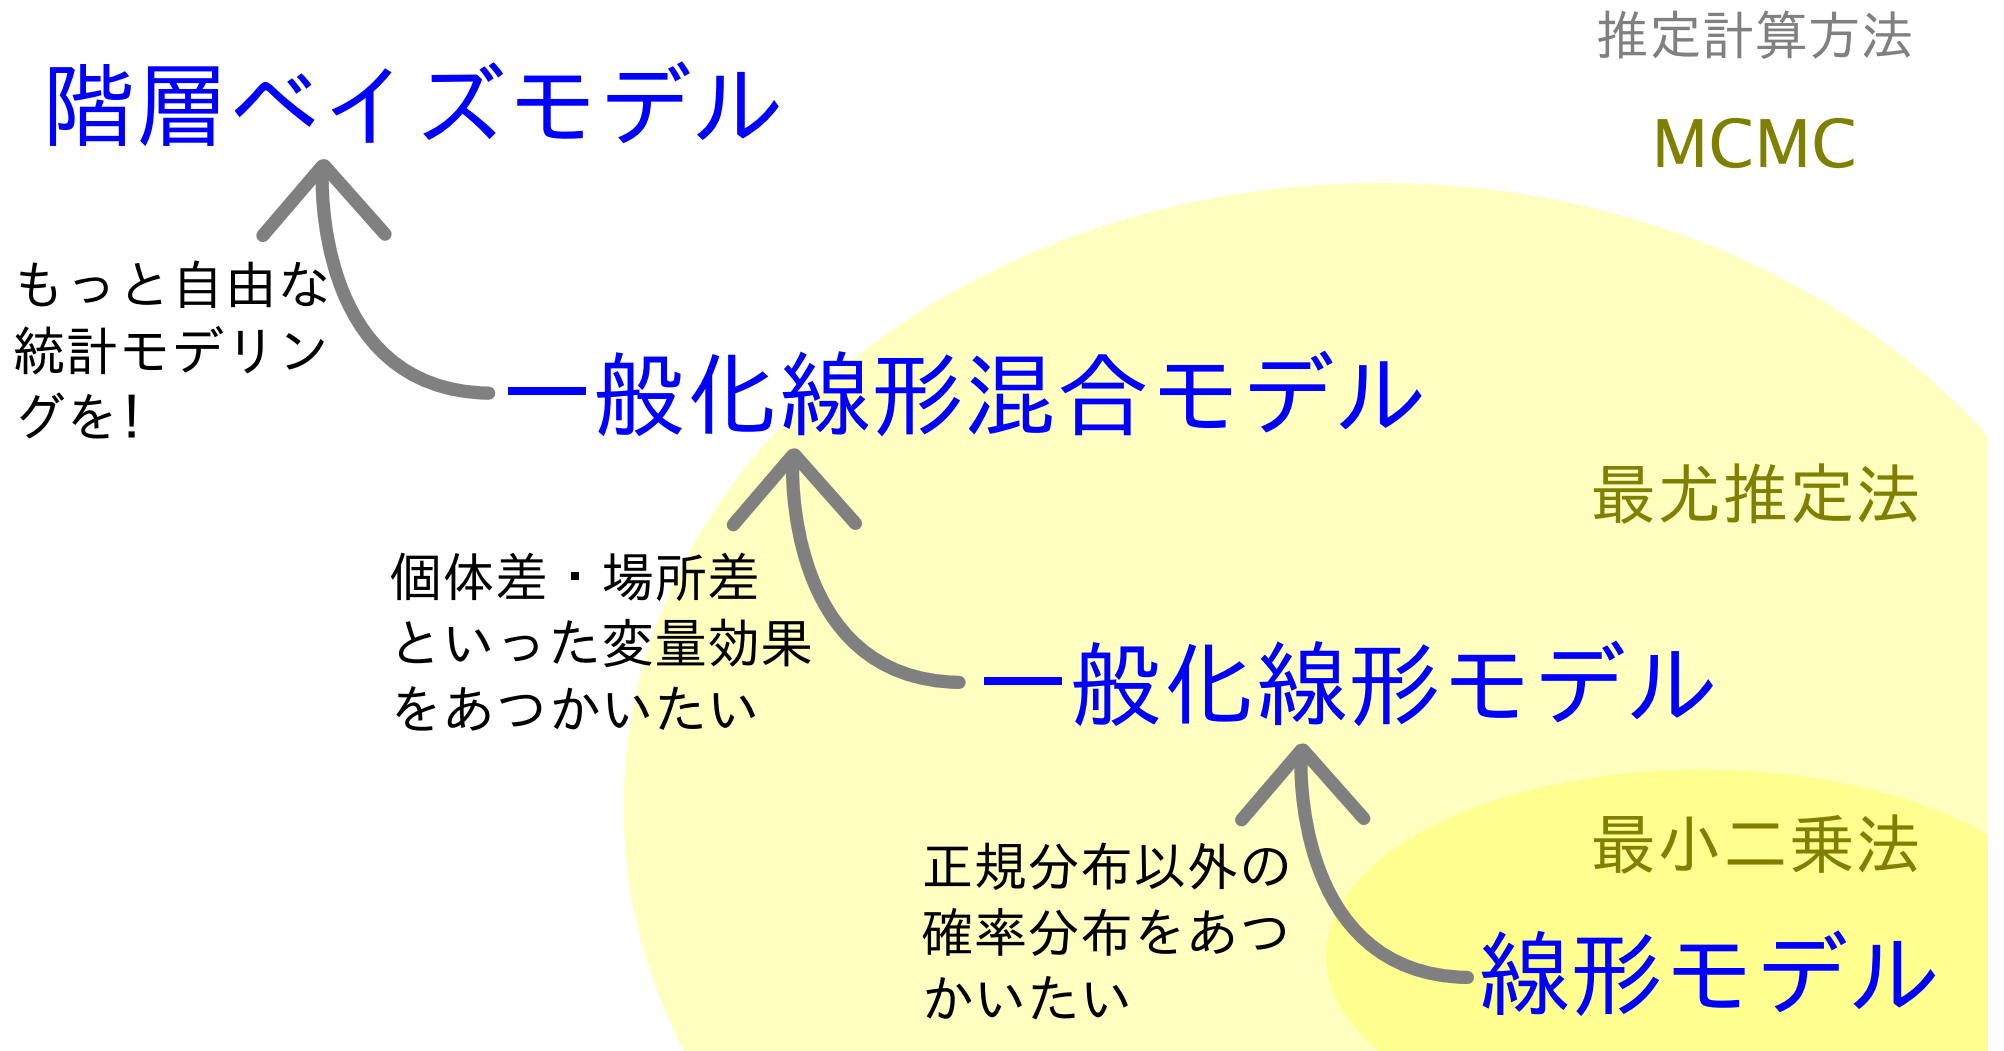 推定計算方法
階層ベイズモデル
MCMC
もっと自由な
統計モデリン
グを!
一般化線形混合モデル
最尤推定法
個体差・場所差
といった変量効果
をあつかいたい
一般化線形モデル
最小二乗法
正規分布以外の
確率分布をあつ
かいたい
線形モデル